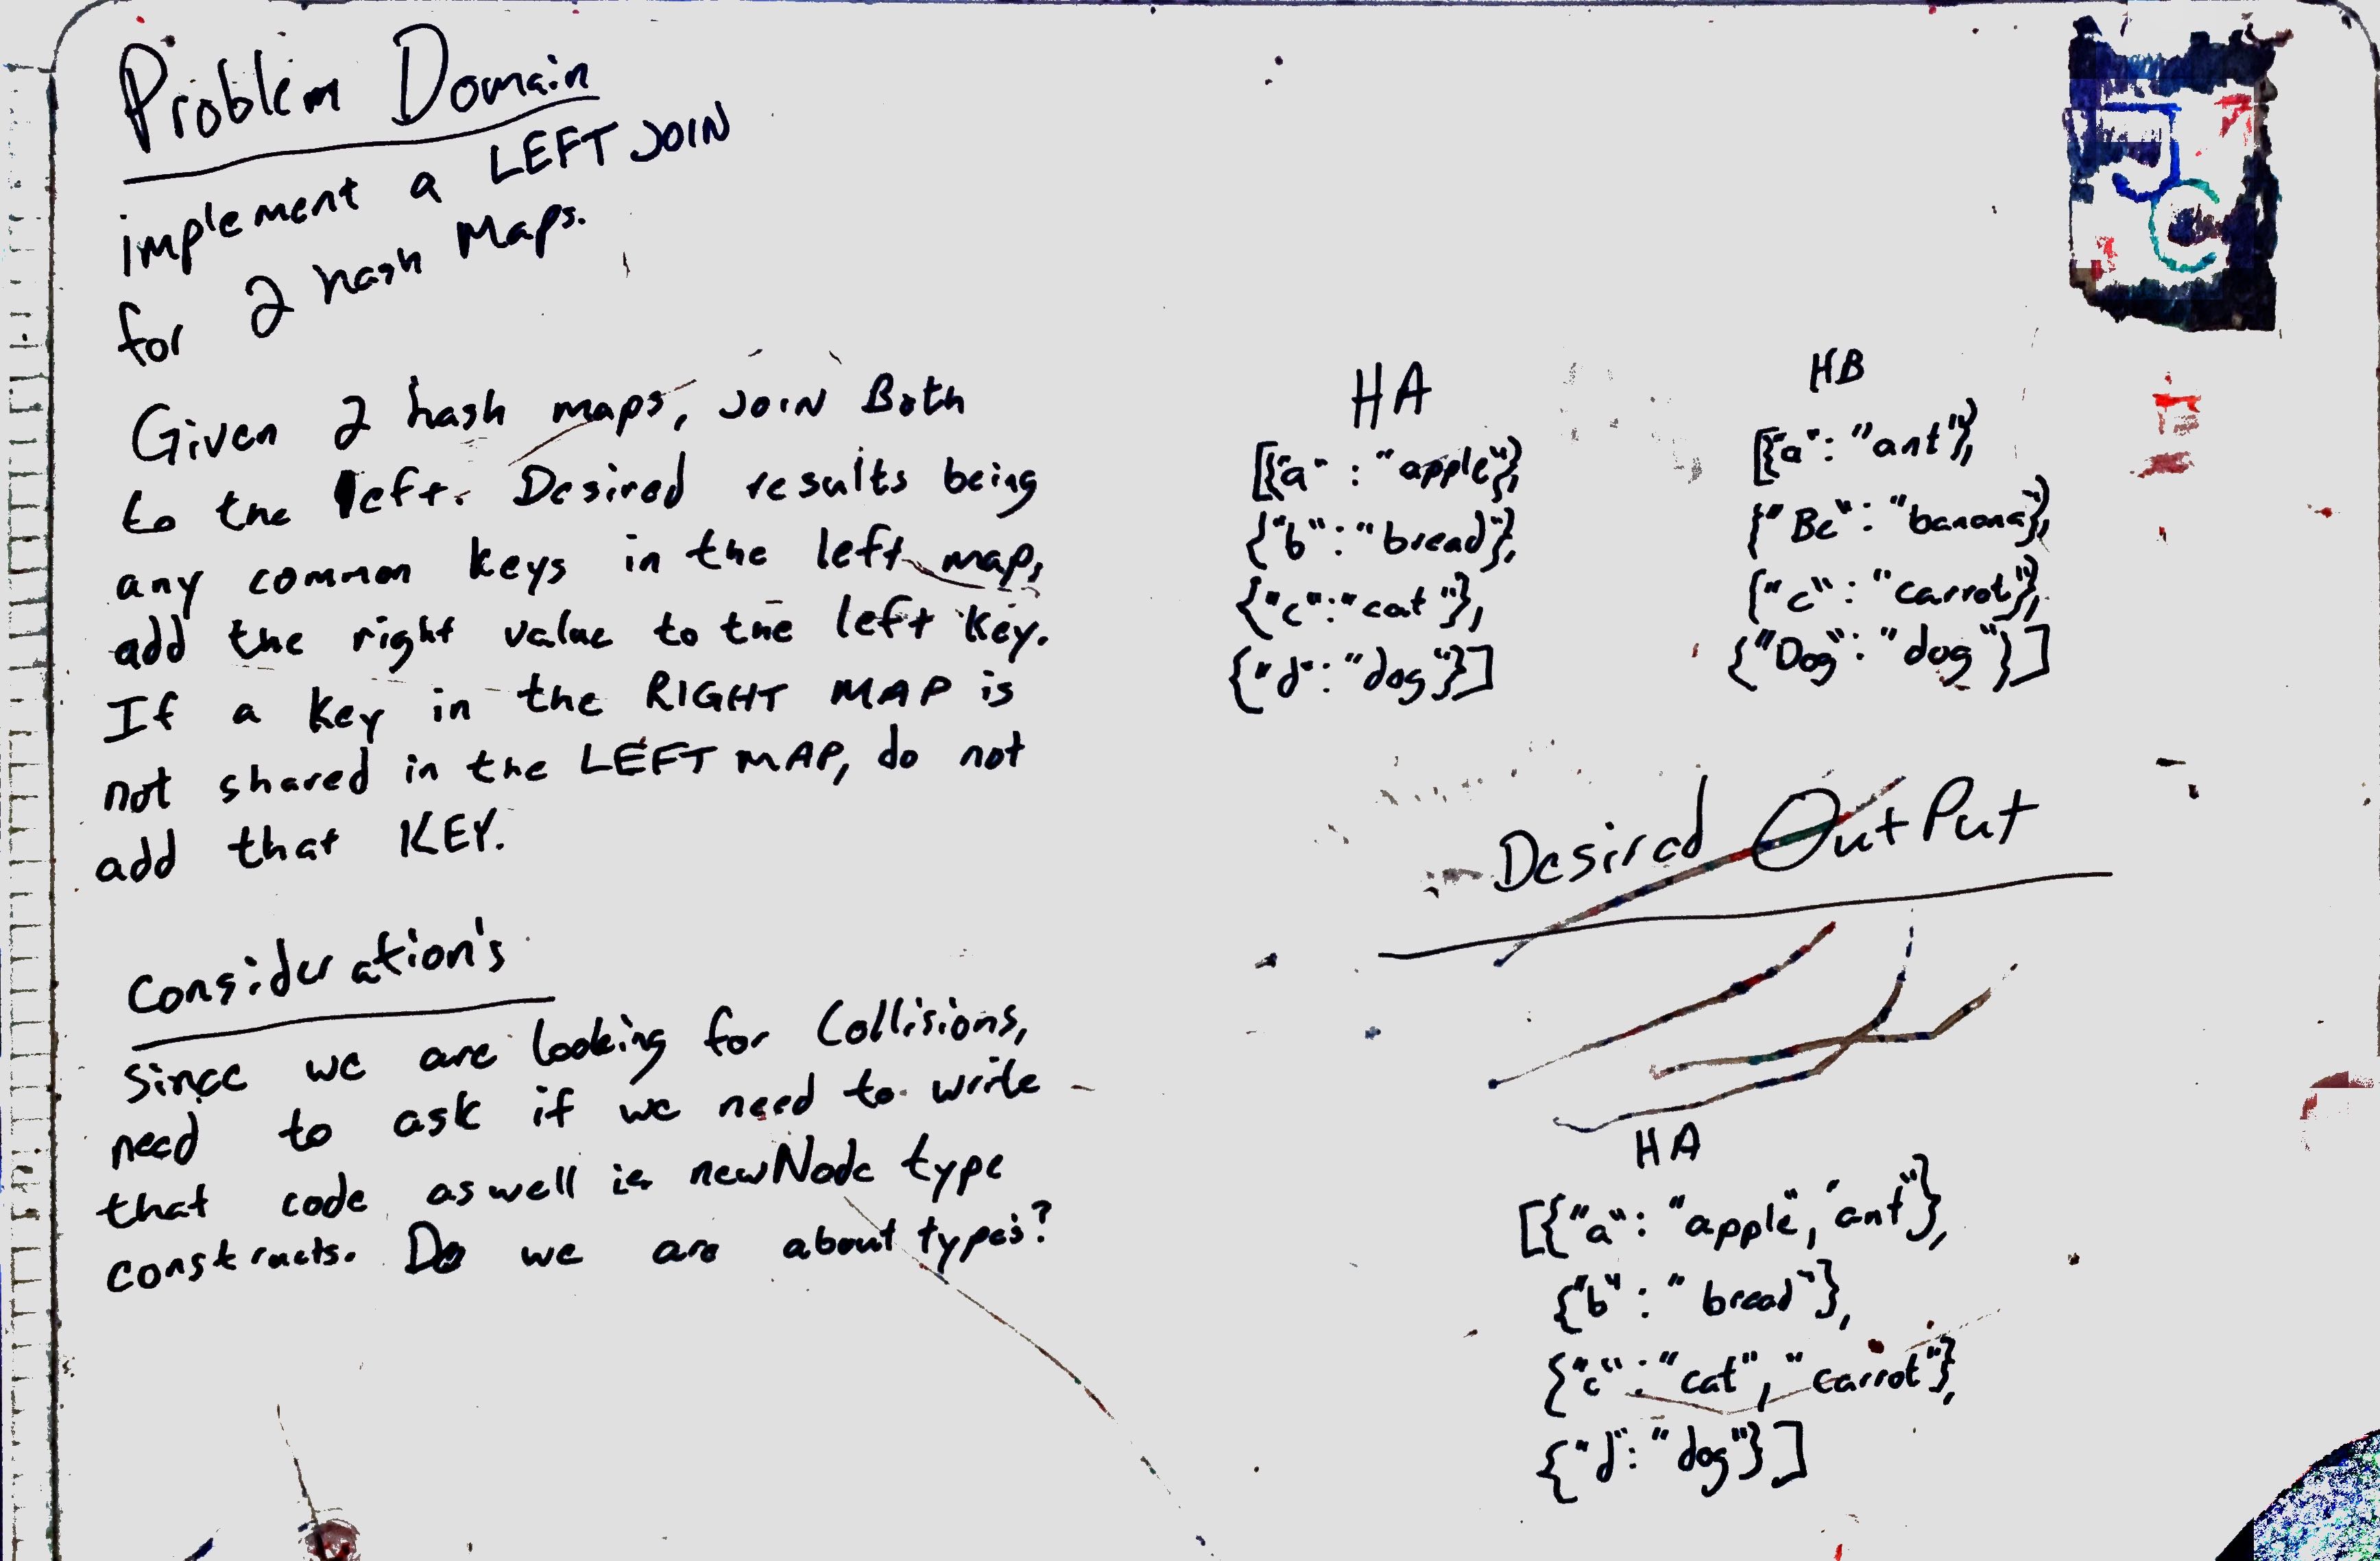 Problem Domain
implement a LEFT JOIN
for 2 hash Maps.
Given 2 hash maps, JOIN Both
to the left. Desired results being
any common keys in the left map,
add the right value to the left key.
If a key in the RIGHT MAP is
not shared in the LEFT MAP, do not
add that KEY.
Consideration's
since we are looking for Collisions,
need to ask if we need to write
that code as well ie newNode type
constructs. Do we are about types?
HA
[{"a" : "apple"},
{"b" : "bread"},
{"c" : "cat"},
{"d" : "dog"}]
HB
[{"a" : "ant"},
{"Bc" : "banana},
{"c" : "carrot"},
{"Dog" : "dog"}]
Desired OutPut
HA
[{"a" : "apple", "ant"},
{"b" : "bread"},
{"c" : "cat", "carrot"},
{"d" : "dog"}]